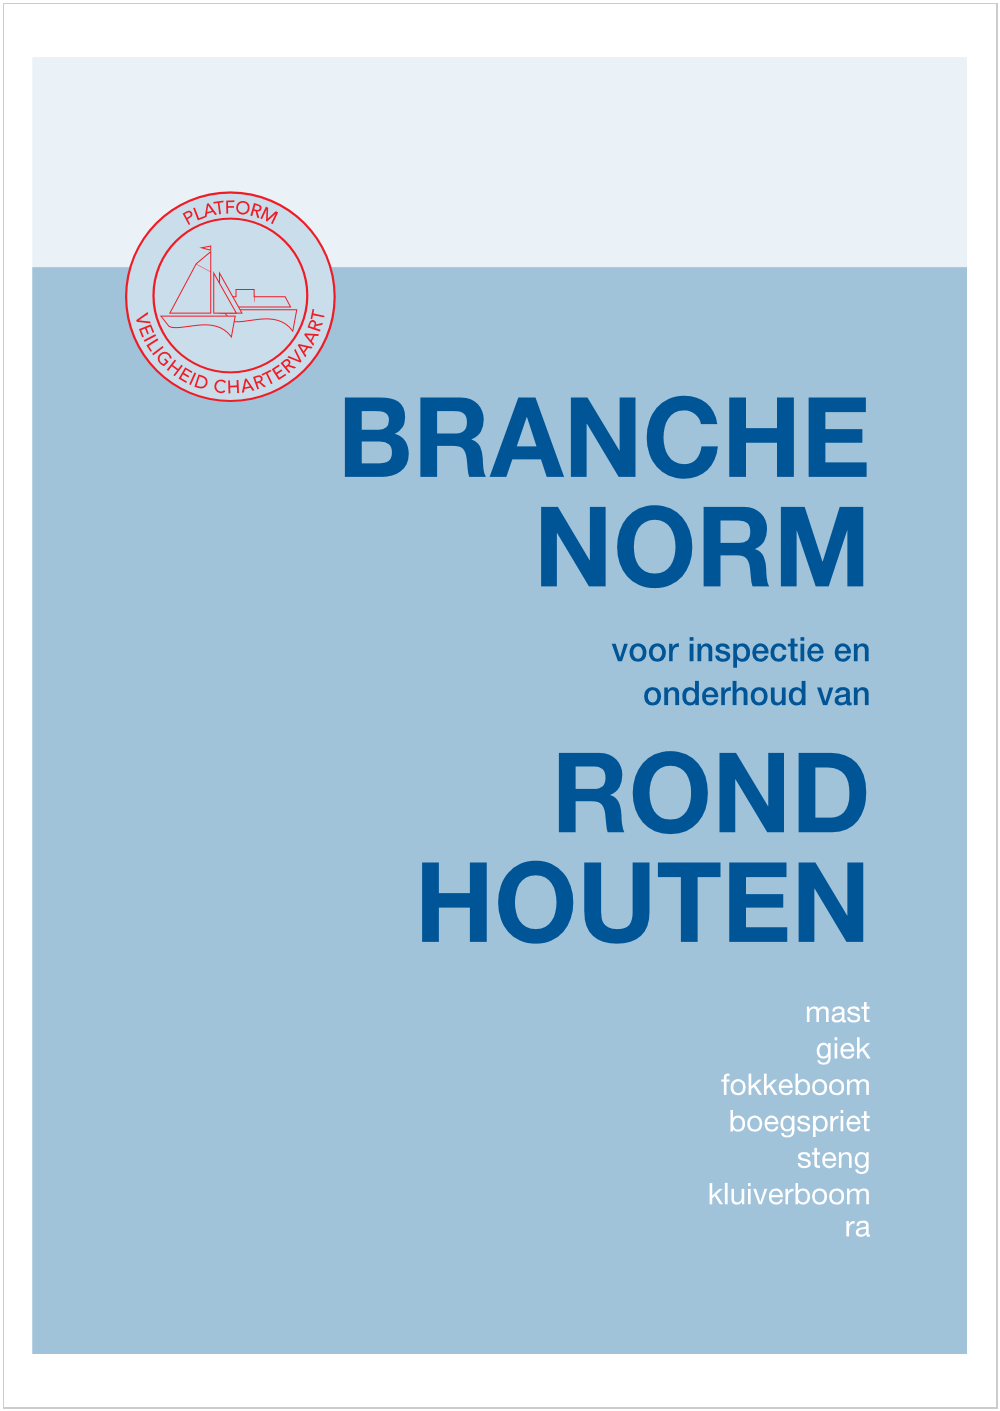 PLATFORM
VEILIGHEID CHARTERVAART
BRANCHE
NORM
voor inspectie en
onderhoud van
ROND
HOUTEN
mast
giek
fokkeboom
boegspriet
steng
kluiverboom
ra